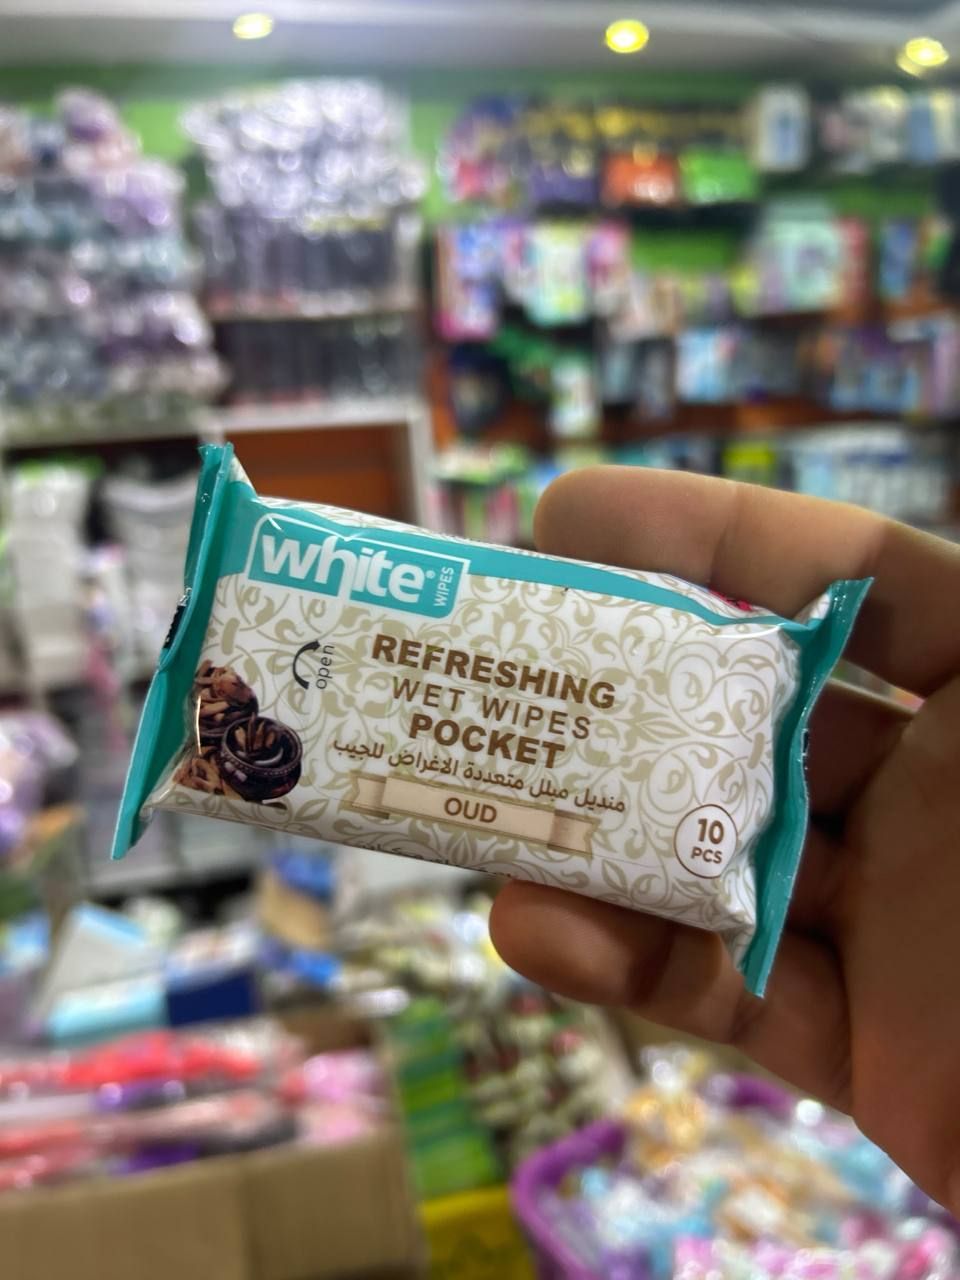 white®
WIPES
open
REFRESHING
WET WIPES
POCKET
منديل مبلل متعددة الاغراض للجيب
OUD
10
PCS